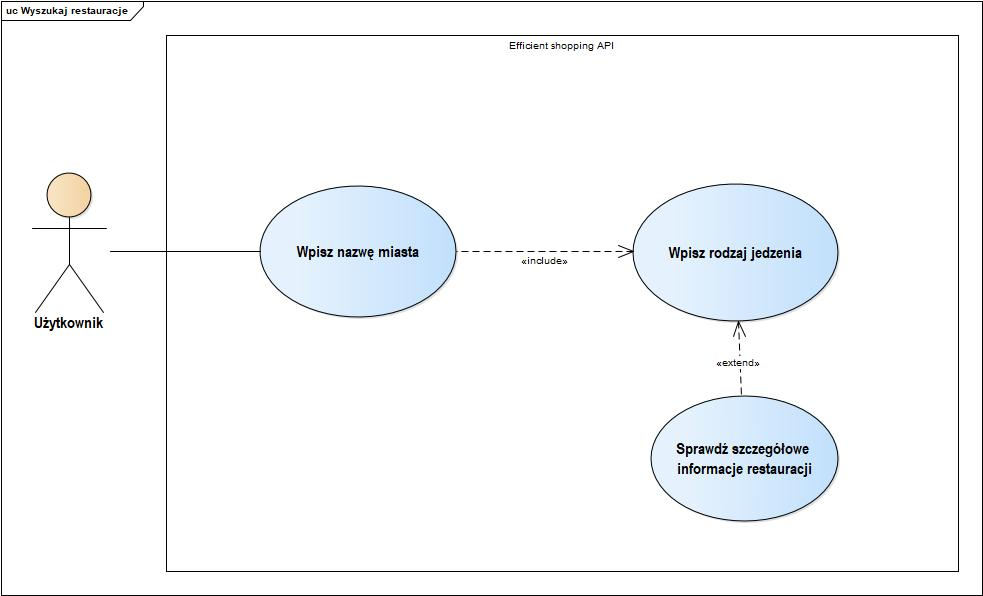 uc Wyszukaj restauracje
Efficient shopping API
Użytkownik
Wpisz nazwę miasta
«include»
Wpisz rodzaj jedzenia
«extend»
Sprawdź szczegółowe
informacje restauracji